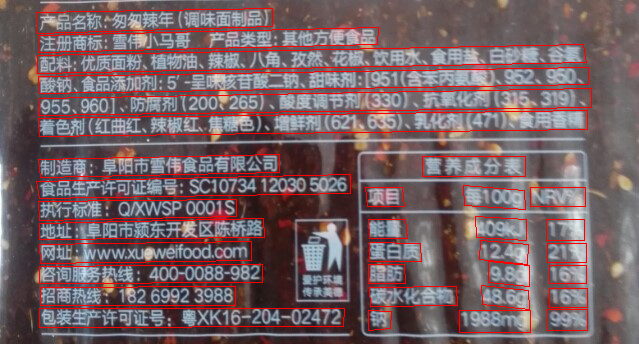 产品名称: 匆匆辣年 (调味面制品)
注册商标: 雪伟小马哥 产品类型: 其他方便食品
配料: 优质面粉、植物油、辣椒、八角、孜然、花椒、饮用水、食用盐、白砂糖、谷氨
酸钠、食品添加剂: 5′-呈味核苷酸二钠、甜味剂: [951(含苯丙氨酸)、952、950、
955、960]、防腐剂(200、265)、酸度调节剂(330)、抗氧化剂(315、319)、
着色剂(红曲红、辣椒红、焦糖色)、增鲜剂(621、635)、乳化剂(471)、食用香精
制造商: 阜阳市雪伟食品有限公司
食品生产许可证编号: SC10734 12030 5026
执行标准: Q/XWSP 0001S
地址: 阜阳市颍东开发区陈桥路
网址: www.xueweifood.com
咨询服务热线: 400-0088-982
招商热线: 182 6992 3988
包装生产许可证号: 粤XK16-204-02472
爱护环境
传承美德
营养成分表
项目 每100g NRV%
能量 409kJ 17%
蛋白质 12.4g 21%
脂肪 9.8g 16%
碳水化合物 48.6g 16%
钠 1988mg 99%